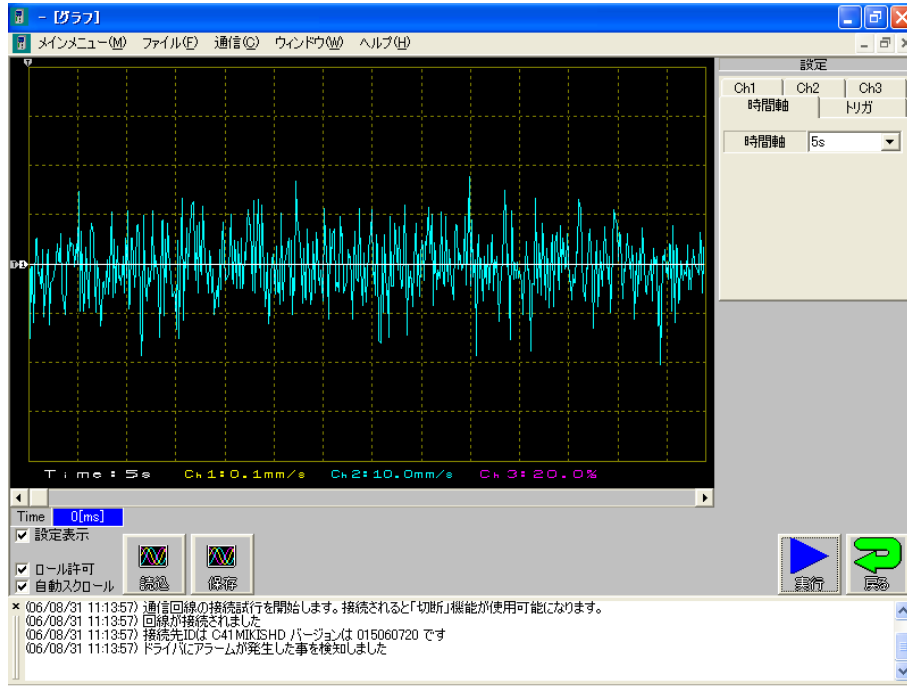 - [グラフ]
メインメニュー(M) ファイル(F) 通信(C) ウィンドウ(W) ヘルプ(H)
設定
Ch1 Ch2 Ch3
時間軸 トリガ
時間軸 5s
Time:5s Ch1:0.1mm/s Ch2:10.0mm/s Ch3:20.0%
Time 0[ms]
設定表示
ロール許可
自動スクロール
読込 保存 実行 戻る
(06/08/31 11:13:57) 通信回線の接続試行を開始します。接続されると「切断」機能が使用可能になります。
(06/08/31 11:13:57) 回線が接続されました
(06/08/31 11:13:57) 接続先IDは C41MIKISHD バージョンは 015060720 です
(06/08/31 11:13:57) ドライバにアラームが発生した事を検知しました